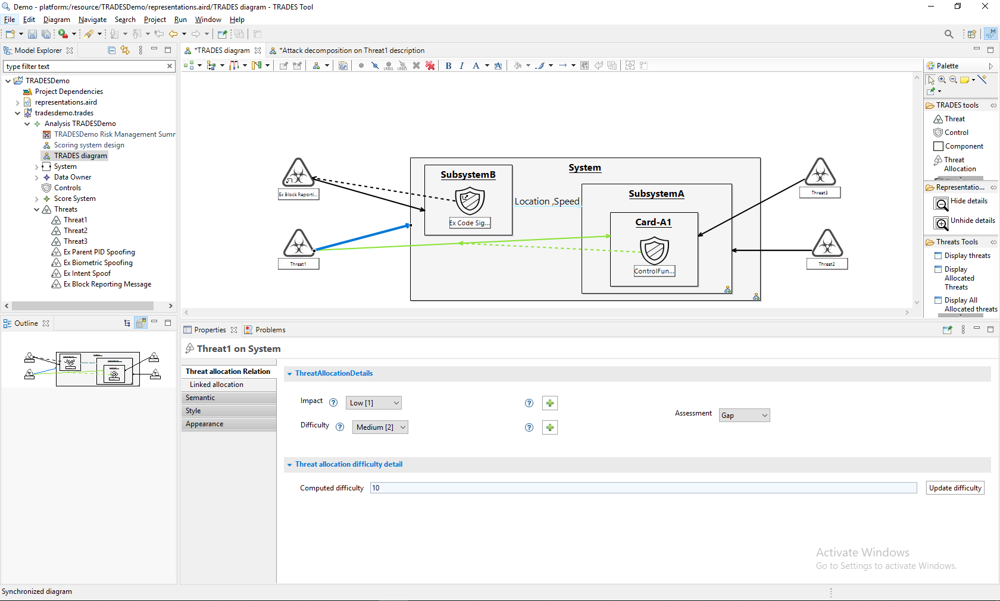 Demo - platform:/resource/TRADESDemo/representations.aird/TRADES diagram - TRADES Tool
File Edit Diagram Navigate Search Project Run Window Help
Model Explorer
type filter text
TRADESDemo
Project Dependencies
representations.aird
tradesdemo.trades
Analysis TRADESDemo
TRADESDemo Risk Management Summ
Scoring system design
TRADES diagram
System
Data Owner
Controls
Score System
Threats
Threat1
Threat2
Threat3
Ex Parent PID Spoofing
Ex Biometric Spoofing
Ex Intent Spoof
Ex Block Reporting Message
Outline
*TRADES diagram
*Attack decomposition on Threat1 description
LABEL LABEL B I A A
System
SubsystemB
Ex Block Reporti...
Ex Code Sig...
Location ,Speed
SubsystemA
Card-A1
ControlFun...
Threat1
Threat3
Threat2
Palette
TRADES tools
Threat
Control
Component
Threat
Allocation
Representatio...
Hide details
Unhide details
Threats Tools
Display threats
Display
Allocated
Threats
Display All
Allocated threats
Properties
Problems
Threat1 on System
Threat allocation Relation
Linked allocation
Semantic
Style
Appearance
ThreatAllocationDetails
Impact ? Low [1] ?
Assessment Gap
Difficulty ? Medium [2] ?
Threat allocation difficulty detail
Computed difficulty 10 Update difficulty
Activate Windows
Go to Settings to activate Windows.
Synchronized diagram